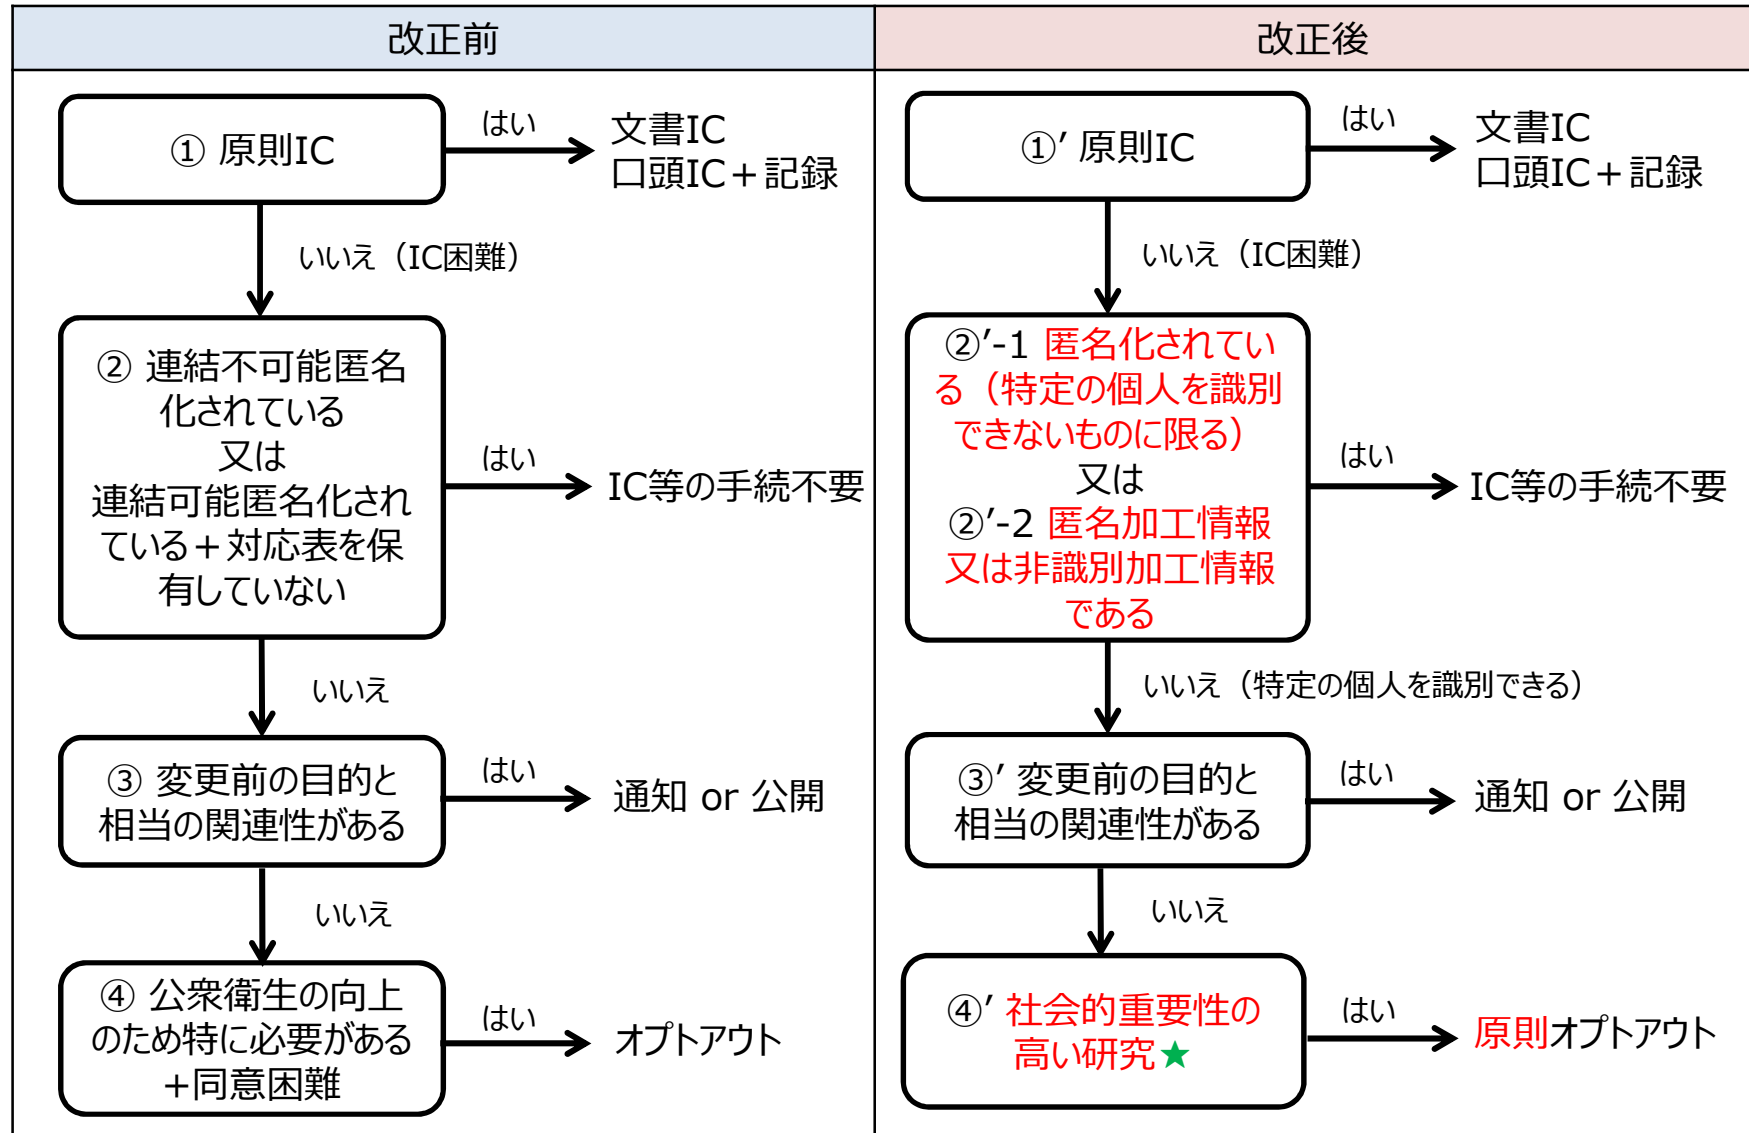 改正前
① 原則IC
はい
文書IC
口頭IC＋記録
いいえ（IC困難）
② 連結不可能匿名
化されている
又は
連結可能匿名化され
ている＋対応表を保
有していない
はい
IC等の手続不要
いいえ
③ 変更前の目的と
相当の関連性がある
はい
通知 or 公開
いいえ
④ 公衆衛生の向上
のため特に必要がある
＋同意困難
はい
オプトアウト
改正後
①′ 原則IC
はい
文書IC
口頭IC＋記録
いいえ（IC困難）
②′-1 匿名化されてい
る（特定の個人を識別
できないものに限る）
又は
②′-2 匿名加工情報
又は非識別加工情報
である
はい
IC等の手続不要
いいえ（特定の個人を識別できる）
③′ 変更前の目的と
相当の関連性がある
はい
通知 or 公開
いいえ
④′ 社会的重要性の
高い研究★
はい
原則オプトアウト